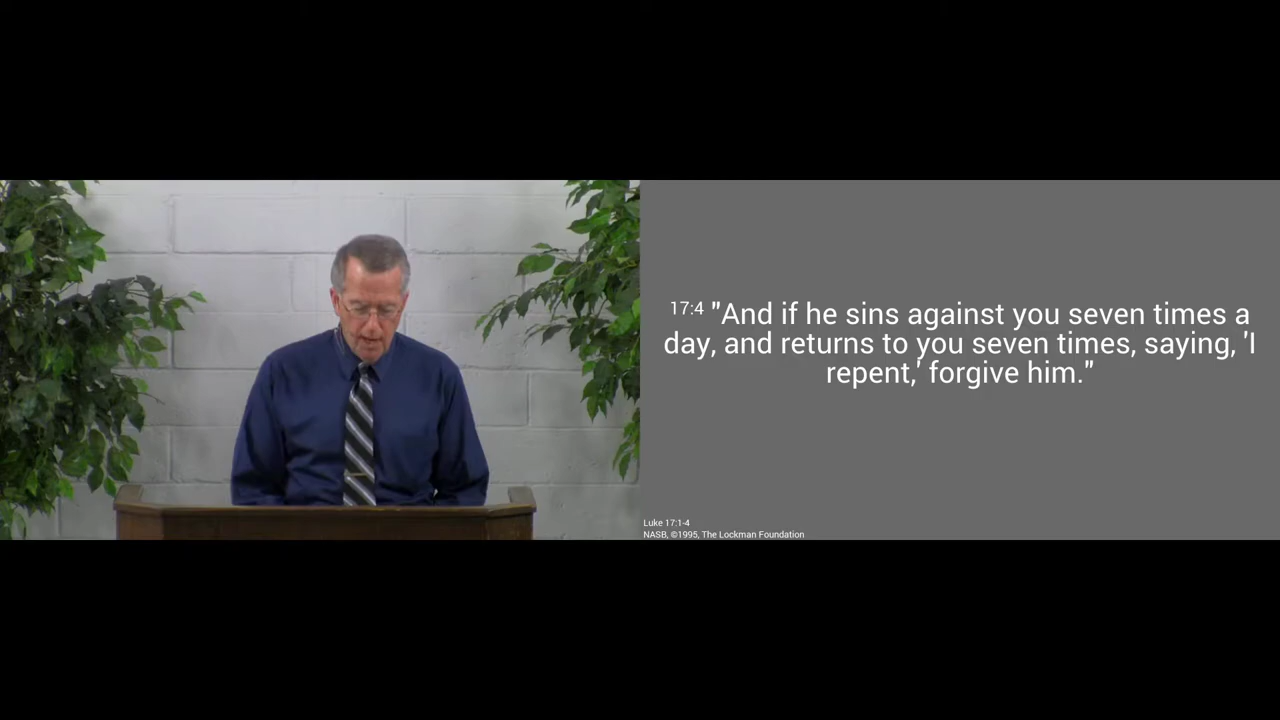 17:4 "And if he sins against you seven times a
day, and returns to you seven times, saying, 'I
repent,' forgive him."
Luke 17:1-4
NASB, ©1995, The Lockman Foundation